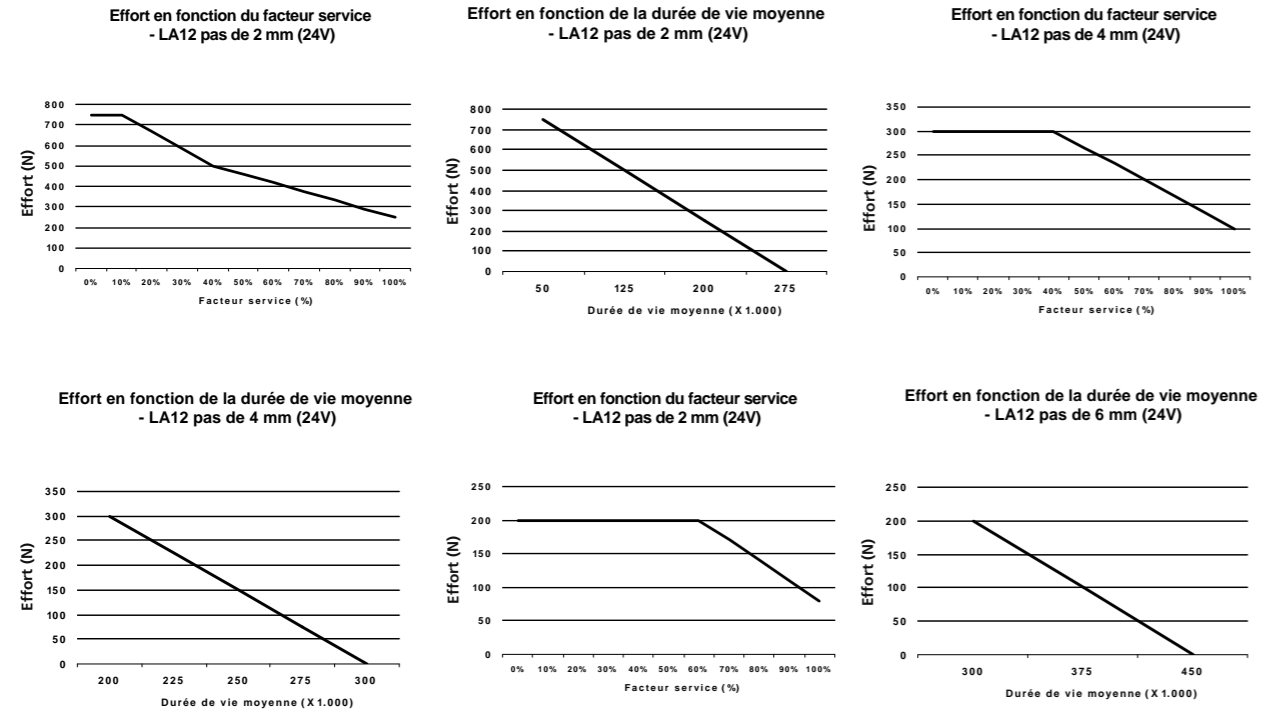 Effort en fonction du facteur service
- LA12 pas de 2 mm (24V)
800
700
600
500
400
300
200
100
0
Effort (N)
0% 10% 20% 30% 40% 50% 60% 70% 80% 90% 100%
Facteur service (%)
Effort en fonction de la durée de vie moyenne
- LA12 pas de 2 mm (24V)
800
700
600
500
400
300
200
100
0
Effort (N)
50 125 200 275
Durée de vie moyenne (X 1.000)
Effort en fonction du facteur service
- LA12 pas de 4 mm (24V)
350
300
250
200
150
100
50
0
Effort (N)
0% 10% 20% 30% 40% 50% 60% 70% 80% 90% 100%
Facteur service (%)
Effort en fonction de la durée de vie moyenne
- LA12 pas de 4 mm (24V)
350
300
250
200
150
100
50
0
Effort (N)
200 225 250 275 300
Durée de vie moyenne (X 1.000)
Effort en fonction du facteur service
- LA12 pas de 2 mm (24V)
250
200
150
100
50
0
Effort (N)
0% 10% 20% 30% 40% 50% 60% 70% 80% 90% 100%
Facteur service (%)
Effort en fonction de la durée de vie moyenne
- LA12 pas de 6 mm (24V)
250
200
150
100
50
0
Effort (N)
300 375 450
Durée de vie moyenne (X 1.000)